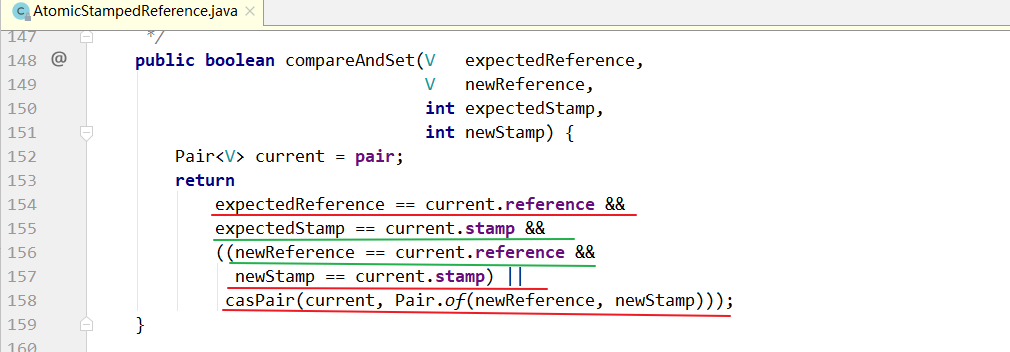 AtomicStampedReference.java
147 */
148 @ public boolean compareAndSet(V   expectedReference,
149 V   newReference,
150 int expectedStamp,
151 int newStamp) {
152 Pair<V> current = pair;
153 return
154 expectedReference == current.reference &&
155 expectedStamp == current.stamp &&
156 ((newReference == current.reference &&
157 newStamp == current.stamp) ||
158 casPair(current, Pair.of(newReference, newStamp)));
159 }
160